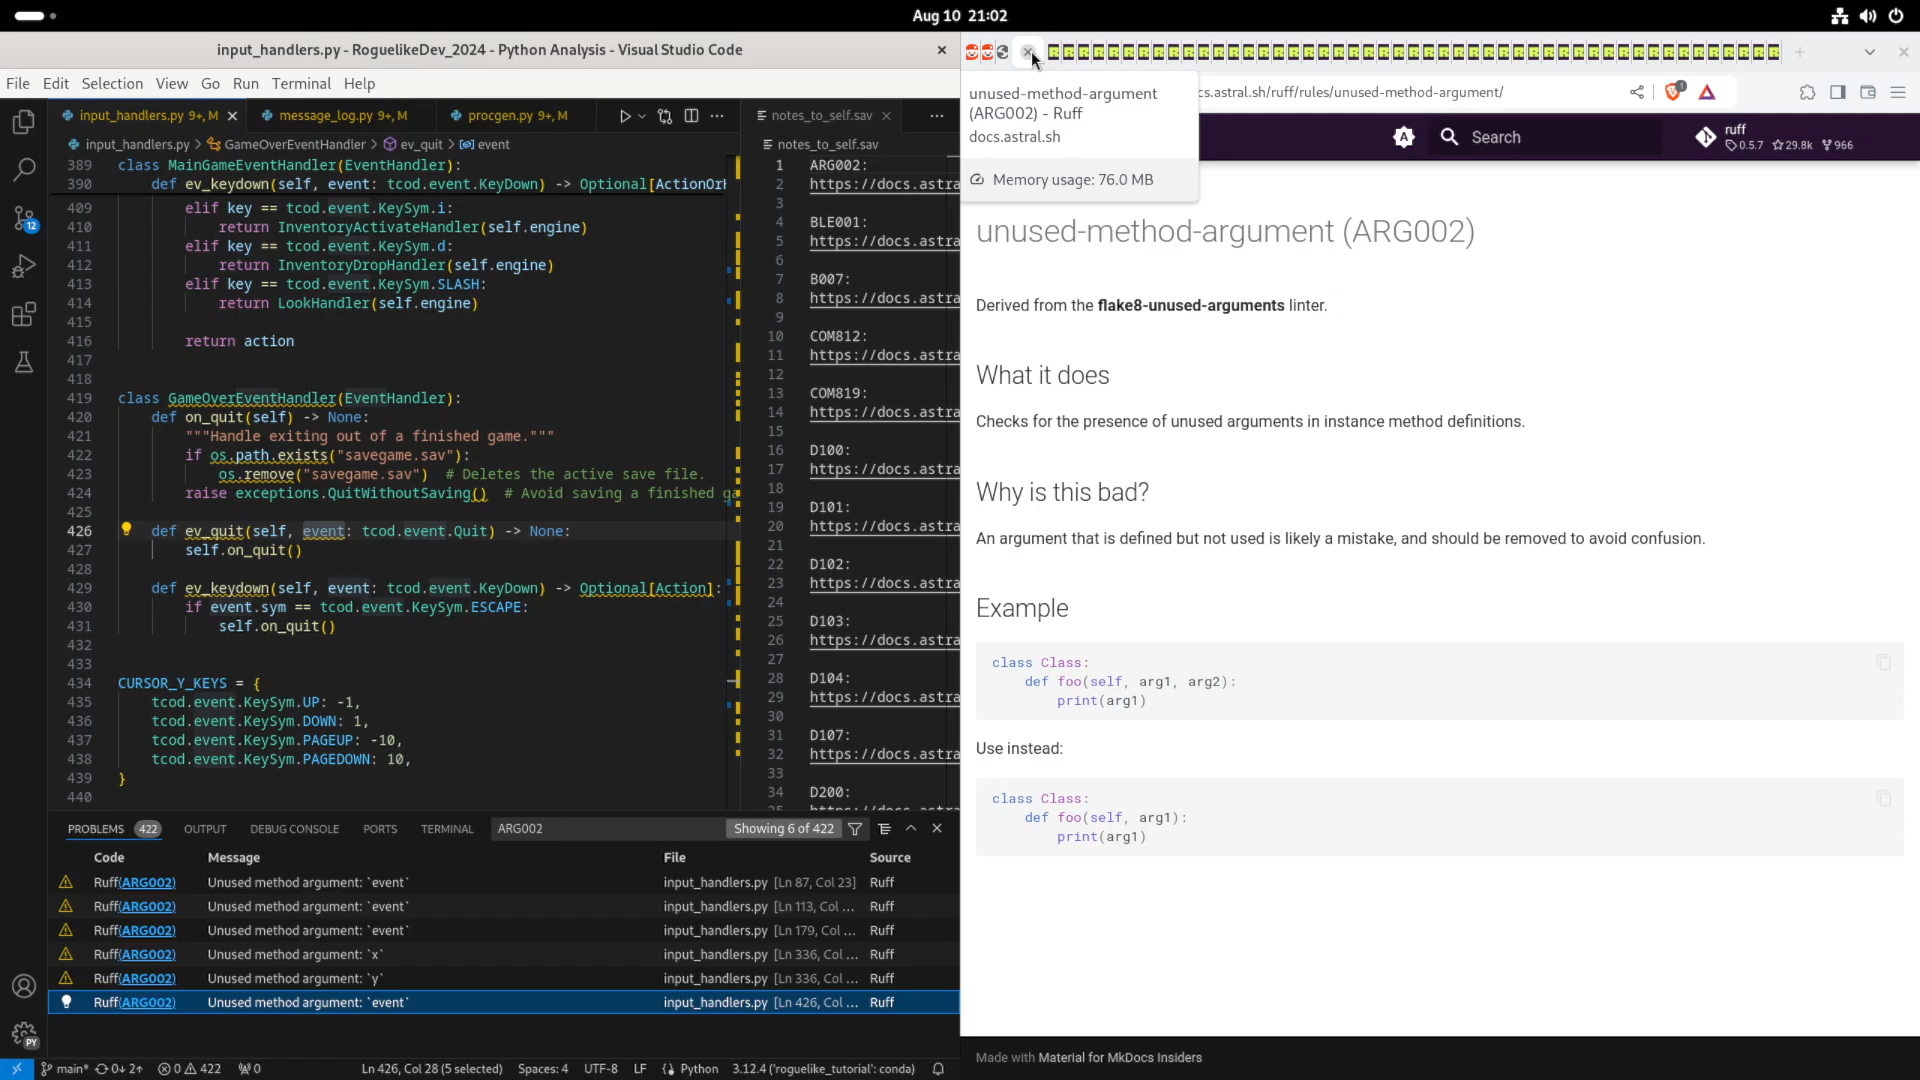 Aug 10 21:02
input_handlers.py - RoguelikeDev_2024 - Python Analysis - Visual Studio Code
File Edit Selection View Go Run Terminal Help
input_handlers.py 9+, M
message_log.py 9+, M
procgen.py 9+, M
input_handlers.py > GameOverEventHandler > ev_quit > event
389 class MainGameEventHandler(EventHandler):
390 def ev_keydown(self, event: tcod.event.KeyDown) -> Optional[ActionOrH
409 elif key == tcod.event.KeySym.i:
410 return InventoryActivateHandler(self.engine)
411 elif key == tcod.event.KeySym.d:
412 return InventoryDropHandler(self.engine)
413 elif key == tcod.event.KeySym.SLASH:
414 return LookHandler(self.engine)
415
416 return action
417
418
419 class GameOverEventHandler(EventHandler):
420 def on_quit(self) -> None:
421 """Handle exiting out of a finished game."""
422 if os.path.exists("savegame.sav"):
423 os.remove("savegame.sav")  # Deletes the active save file.
424 raise exceptions.QuitWithoutSaving()  # Avoid saving a finished ga
425
426 def ev_quit(self, event: tcod.event.Quit) -> None:
427 self.on_quit()
428
429 def ev_keydown(self, event: tcod.event.KeyDown) -> Optional[Action]:
430 if event.sym == tcod.event.KeySym.ESCAPE:
431 self.on_quit()
432
433
434 CURSOR_Y_KEYS = {
435 tcod.event.KeySym.UP: -1,
436 tcod.event.KeySym.DOWN: 1,
437 tcod.event.KeySym.PAGEUP: -10,
438 tcod.event.KeySym.PAGEDOWN: 10,
439 }
440
notes_to_self.sav
notes_to_self.sav
1 ARG002:
2 https://docs.astra
3
4 BLE001:
5 https://docs.astra
6
7 B007:
8 https://docs.astra
9
10 COM812:
11 https://docs.astra
12
13 COM819:
14 https://docs.astra
15
16 D100:
17 https://docs.astra
18
19 D101:
20 https://docs.astra
21
22 D102:
23 https://docs.astra
24
25 D103:
26 https://docs.astra
27
28 D104:
29 https://docs.astra
30
31 D107:
32 https://docs.astra
33
34 D200:
12
PROBLEMS 422 OUTPUT DEBUG CONSOLE PORTS TERMINAL ARG002 Showing 6 of 422
Code Message File Source
Ruff(ARG002) Unused method argument: `event` input_handlers.py [Ln 87, Col 23] Ruff
Ruff(ARG002) Unused method argument: `event` input_handlers.py [Ln 113, Col ... Ruff
Ruff(ARG002) Unused method argument: `event` input_handlers.py [Ln 179, Col ... Ruff
Ruff(ARG002) Unused method argument: `x` input_handlers.py [Ln 336, Col ... Ruff
Ruff(ARG002) Unused method argument: `y` input_handlers.py [Ln 336, Col ... Ruff
Ruff(ARG002) Unused method argument: `event` input_handlers.py [Ln 426, Col ... Ruff
PY
main* 0↓ 2↑ 0 422 0 Ln 426, Col 28 (5 selected) Spaces: 4 UTF-8 LF Python 3.12.4 ('roguelike_tutorial': conda)
unused-method-argument
(ARG002) - Ruff
docs.astral.sh
Memory usage: 76.0 MB
cs.astral.sh/ruff/rules/unused-method-argument/
1
Search
ruff
0.5.7 29.8k 966
unused-method-argument (ARG002)
Derived from the flake8-unused-arguments linter.
What it does
Checks for the presence of unused arguments in instance method definitions.
Why is this bad?
An argument that is defined but not used is likely a mistake, and should be removed to avoid confusion.
Example
class Class:
def foo(self, arg1, arg2):
print(arg1)
Use instead:
class Class:
def foo(self, arg1):
print(arg1)
Made with Material for MkDocs Insiders